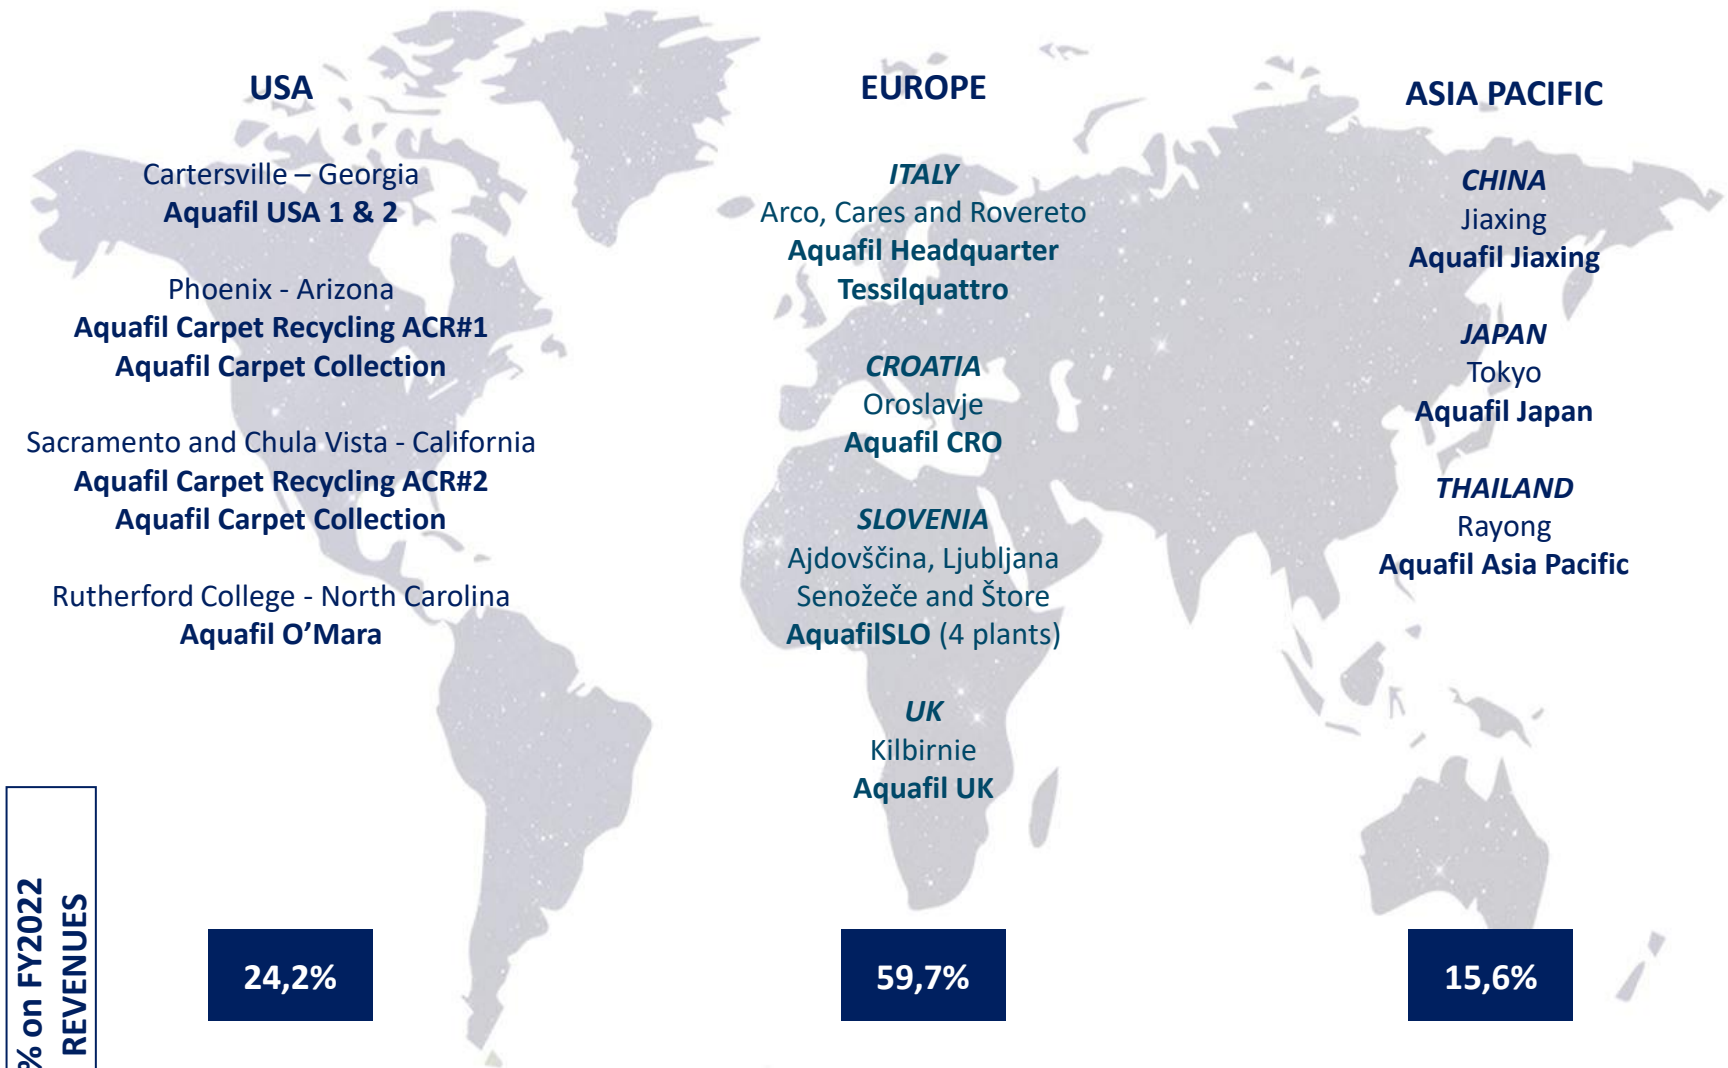 USA
Cartersville – Georgia
Aquafil USA 1 & 2
Phoenix - Arizona
Aquafil Carpet Recycling ACR#1
Aquafil Carpet Collection
Sacramento and Chula Vista - California
Aquafil Carpet Recycling ACR#2
Aquafil Carpet Collection
Rutherford College - North Carolina
Aquafil O’Mara
EUROPE
ITALY
Arco, Cares and Rovereto
Aquafil Headquarter
Tessilquattro
CROATIA
Oroslavje
Aquafil CRO
SLOVENIA
Ajdovščina, Ljubljana
Senožeče and Štore
AquafilSLO (4 plants)
UK
Kilbirnie
Aquafil UK
ASIA PACIFIC
CHINA
Jiaxing
Aquafil Jiaxing
JAPAN
Tokyo
Aquafil Japan
THAILAND
Rayong
Aquafil Asia Pacific
% on FY2022
REVENUES
24,2%
59,7%
15,6%